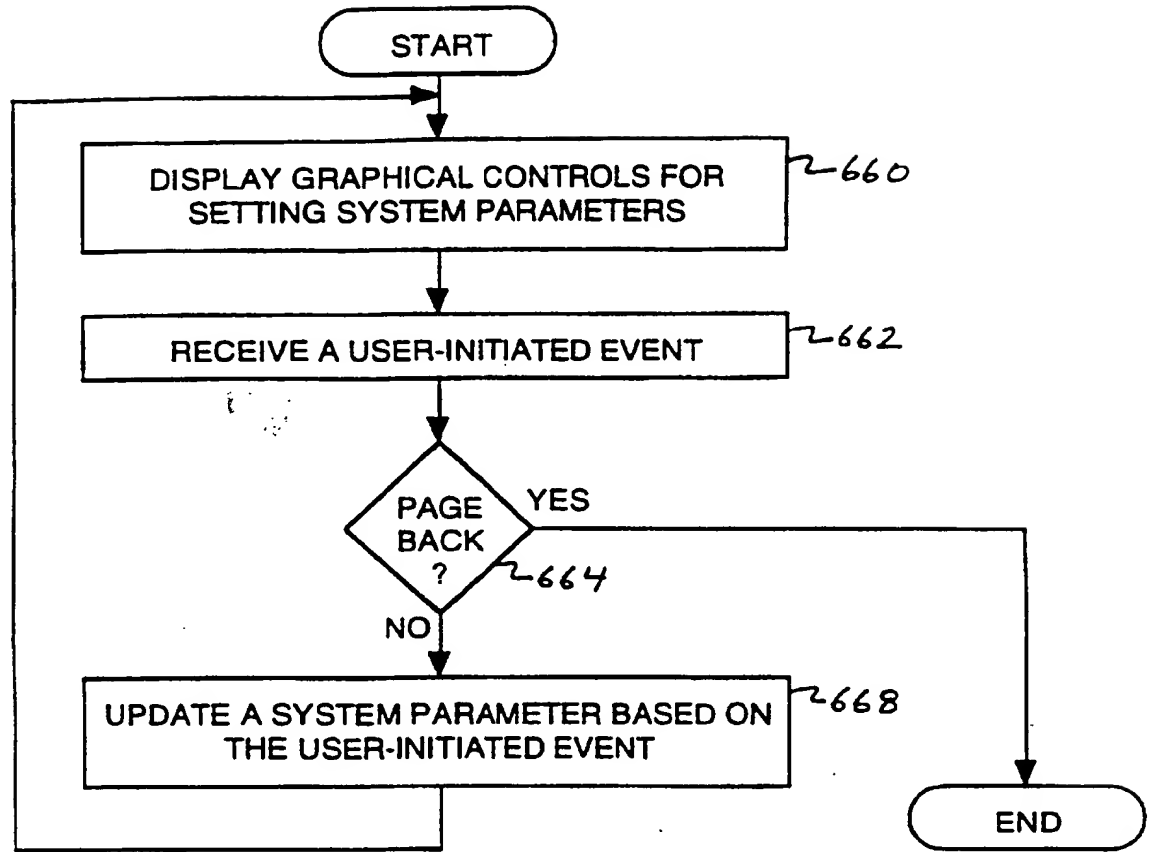 START
DISPLAY GRAPHICAL CONTROLS FOR
SETTING SYSTEM PARAMETERS
660
RECEIVE A USER-INITIATED EVENT
662
PAGE
BACK
?
YES
664
NO
UPDATE A SYSTEM PARAMETER BASED ON
THE USER-INITIATED EVENT
668
END